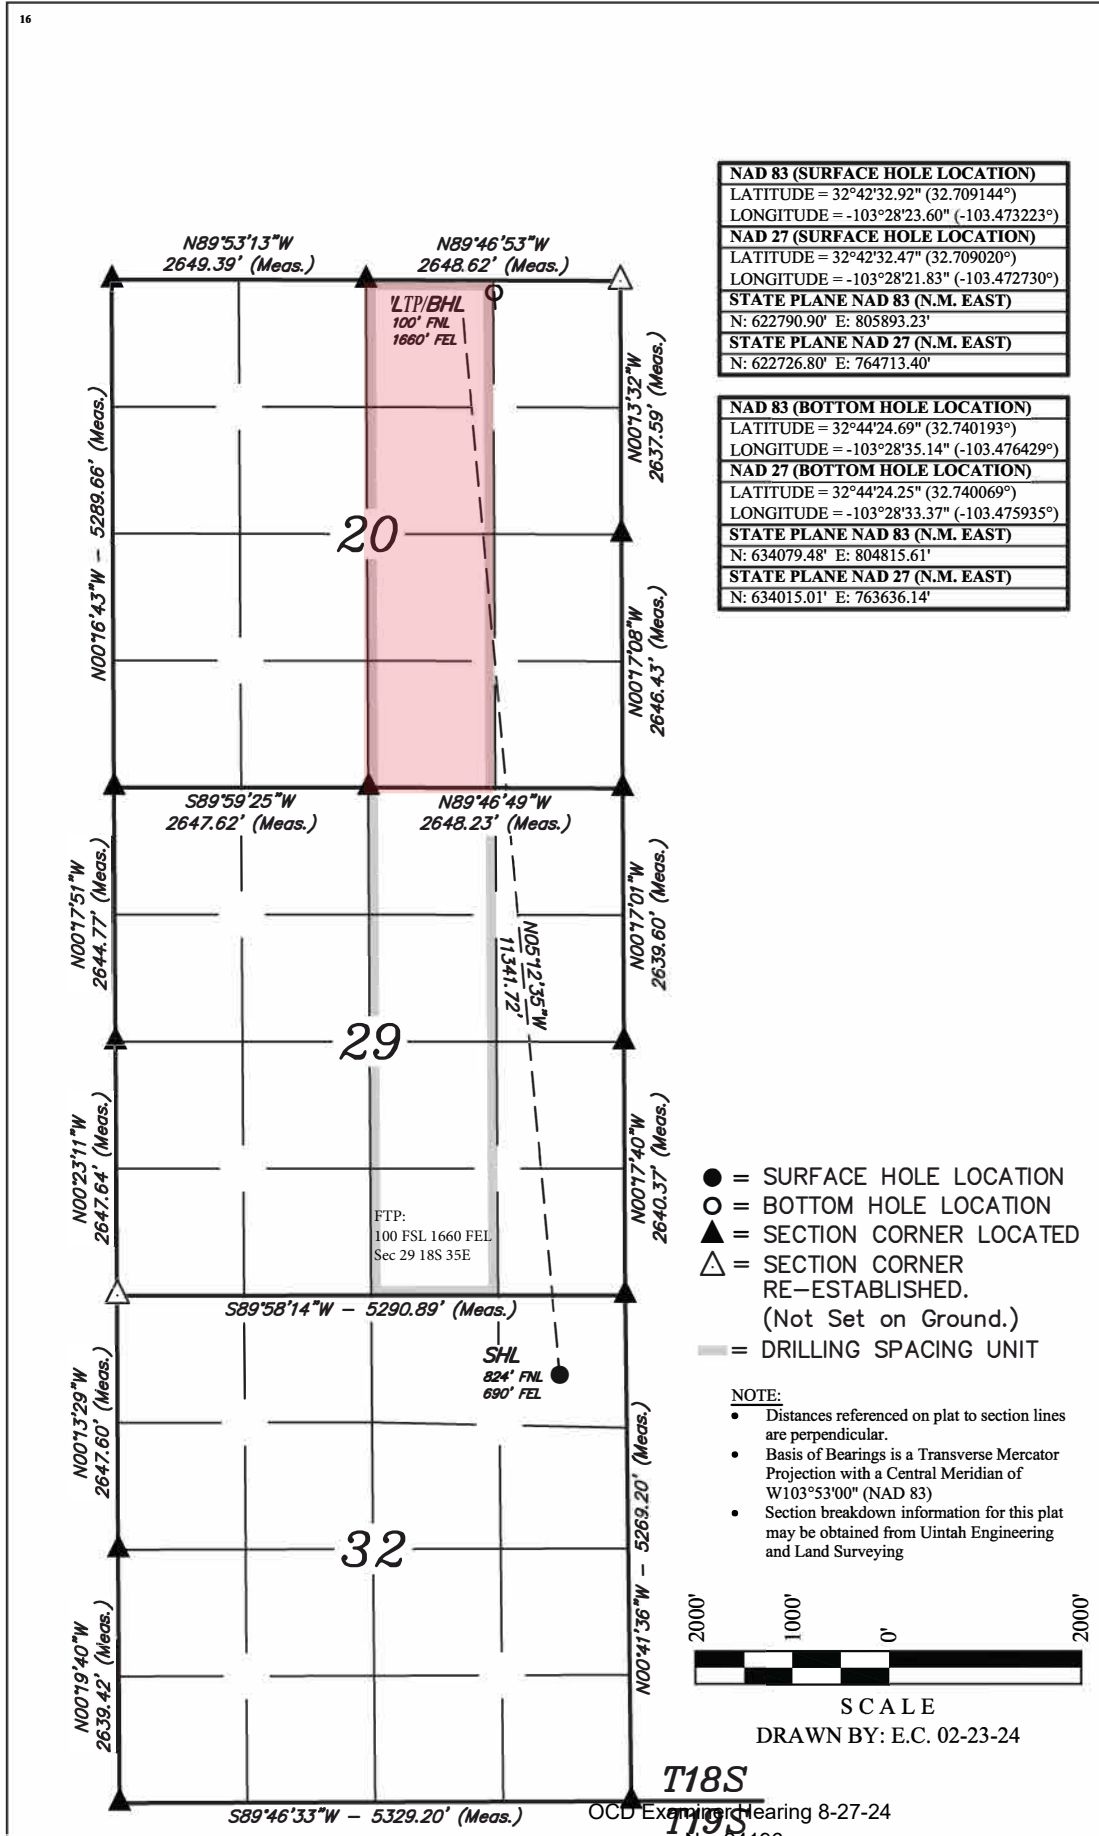 16
NAD 83 (SURFACE HOLE LOCATION)
LATITUDE = 32°42'32.92" (32.709144°)
LONGITUDE = -103°28'23.60" (-103.473223°)
NAD 27 (SURFACE HOLE LOCATION)
LATITUDE = 32°42'32.47" (32.709020°)
LONGITUDE = -103°28'21.83" (-103.472730°)
STATE PLANE NAD 83 (N.M. EAST)
N: 622790.90' E: 805893.23'
STATE PLANE NAD 27 (N.M. EAST)
N: 622726.80' E: 764713.40'
NAD 83 (BOTTOM HOLE LOCATION)
LATITUDE = 32°44'24.69" (32.740193°)
LONGITUDE = -103°28'35.14" (-103.476429°)
NAD 27 (BOTTOM HOLE LOCATION)
LATITUDE = 32°44'24.25" (32.740069°)
LONGITUDE = -103°28'33.37" (-103.475935°)
STATE PLANE NAD 83 (N.M. EAST)
N: 634079.48' E: 804815.61'
STATE PLANE NAD 27 (N.M. EAST)
N: 634015.01' E: 763636.14'
N89°53'13"W
2649.39' (Meas.)
N89°46'53"W
2648.62' (Meas.)
LTP/BHL
100' FNL
1660' FEL
N00°13'32"W
2637.59' (Meas.)
N00°16'43"W - 5289.66' (Meas.)
20
N00°17'08"W
2646.43' (Meas.)
S89°59'25"W
2647.62' (Meas.)
N89°46'49"W
2648.23' (Meas.)
N00°17'51"W
2644.77' (Meas.)
N00°17'01"W
2639.60' (Meas.)
N05°12'35"W
11341.72'
29
N00°23'11"W
2647.64' (Meas.)
N00°17'40"W
2640.37' (Meas.)
FTP:
100 FSL 1660 FEL
Sec 29 18S 35E
S89°58'14"W - 5290.89' (Meas.)
SHL
824' FNL
690' FEL
N00°13'29"W
2647.60' (Meas.)
N00°41'36"W - 5269.20' (Meas.)
32
N00°19'40"W
2639.42' (Meas.)
S89°46'33"W - 5329.20' (Meas.)
= SURFACE HOLE LOCATION
= BOTTOM HOLE LOCATION
= SECTION CORNER LOCATED
= SECTION CORNER
RE-ESTABLISHED.
(Not Set on Ground.)
= DRILLING SPACING UNIT
NOTE:
• Distances referenced on plat to section lines
are perpendicular.
• Basis of Bearings is a Transverse Mercator
Projection with a Central Meridian of
W103°53'00" (NAD 83)
• Section breakdown information for this plat
may be obtained from Uintah Engineering
and Land Surveying
2000' 1000' 0' 2000'
SCALE
DRAWN BY: E.C. 02-23-24
T18S
OCD Examiner Hearing 8-27-24
T19S